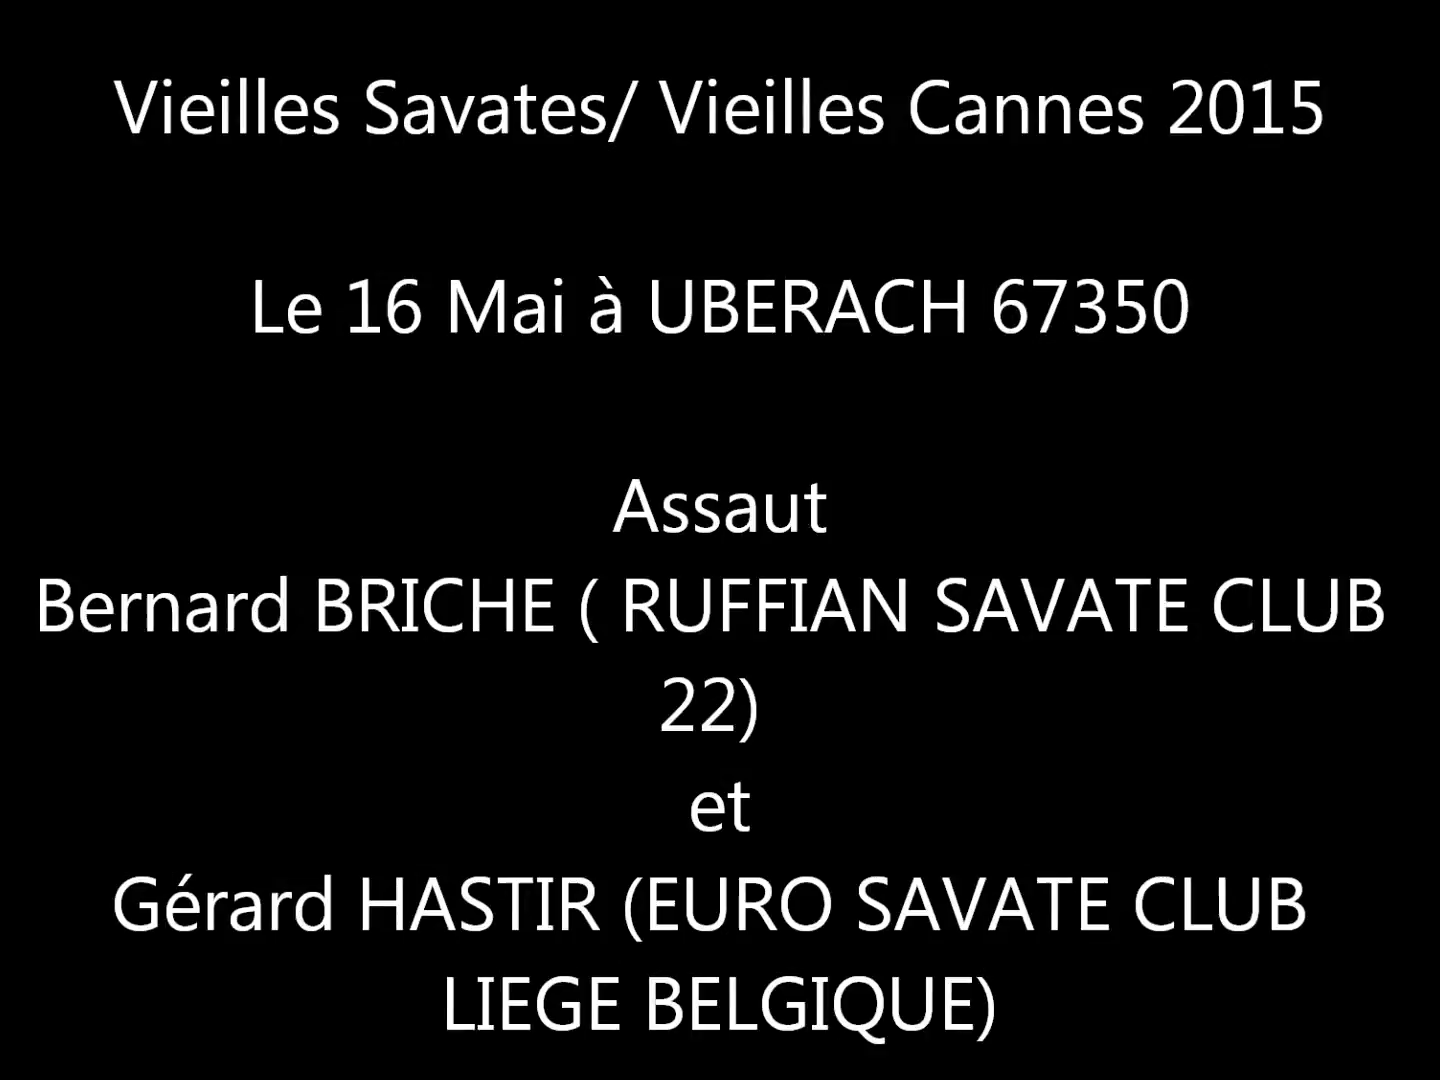 Vieilles Savates/ Vieilles Cannes 2015
Le 16 Mai à UBERACH 67350
Assaut
Bernard BRICHE ( RUFFIAN SAVATE CLUB
22)
et
Gérard HASTIR (EURO SAVATE CLUB
LIEGE BELGIQUE)